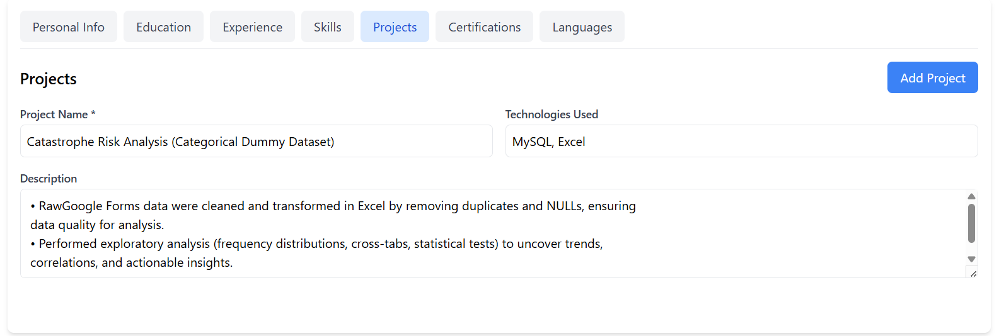 Personal Info Education Experience Skills Projects Certifications Languages
Projects Add Project
Project Name * Technologies Used
Catastrophe Risk Analysis (Categorical Dummy Dataset) MySQL, Excel
Description
• RawGoogle Forms data were cleaned and transformed in Excel by removing duplicates and NULLs, ensuring
data quality for analysis.
• Performed exploratory analysis (frequency distributions, cross-tabs, statistical tests) to uncover trends,
correlations, and actionable insights.